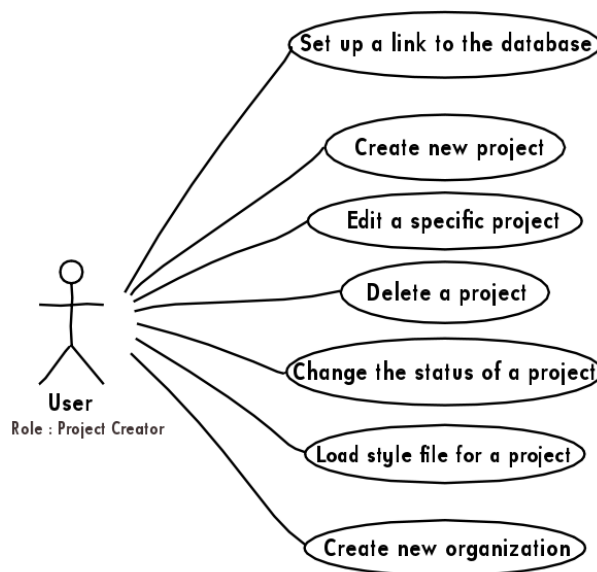 Set up a link to the database
Create new project
Edit a specific project
Delete a project
Change the status of a project
User
Role : Project Creator
Load style file for a project
Create new organization